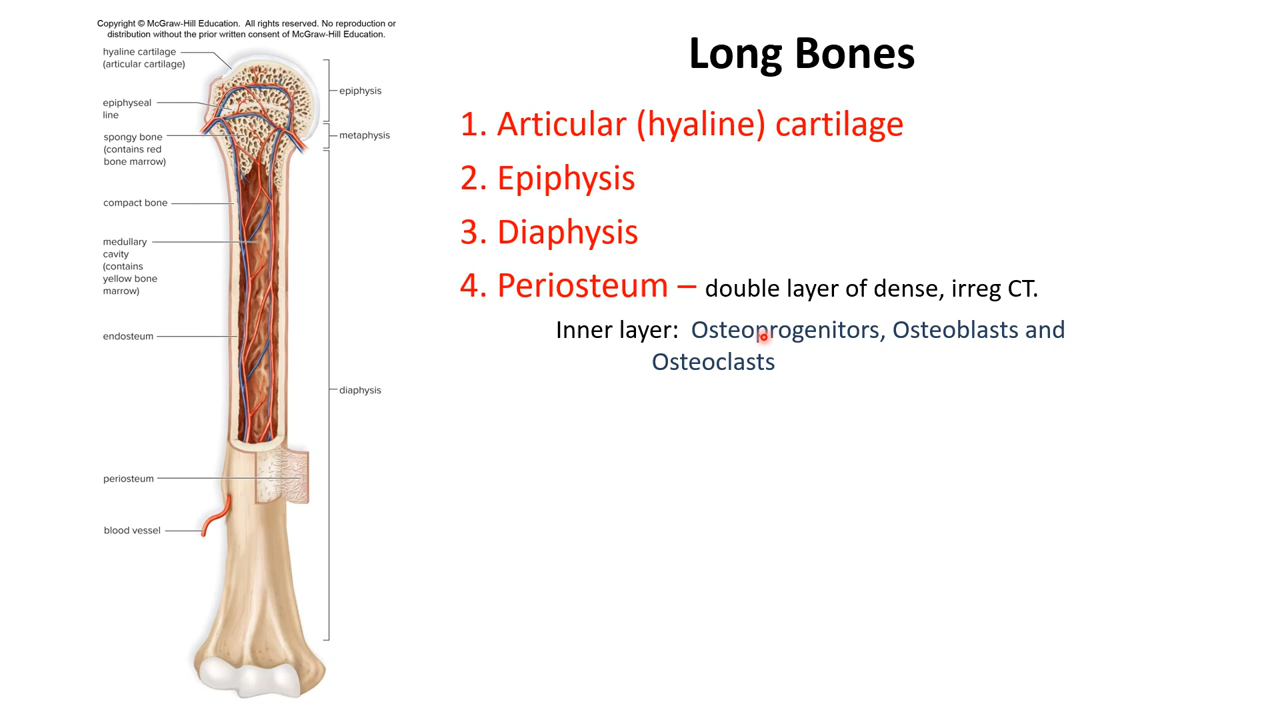 Copyright © McGraw-Hill Education. All rights reserved. No reproduction or
distribution without the prior written consent of McGraw-Hill Education.
hyaline cartilage
(articular cartilage)
epiphyseal
line
spongy bone
(contains red
bone marrow)
compact bone
medullary
cavity
(contains
yellow bone
marrow)
endosteum
periosteum
blood vessel
epiphysis
metaphysis
diaphysis
Long Bones
1. Articular (hyaline) cartilage
2. Epiphysis
3. Diaphysis
4. Periosteum – double layer of dense, irreg CT.
Inner layer: Osteoprogenitors, Osteoblasts and
Osteoclasts